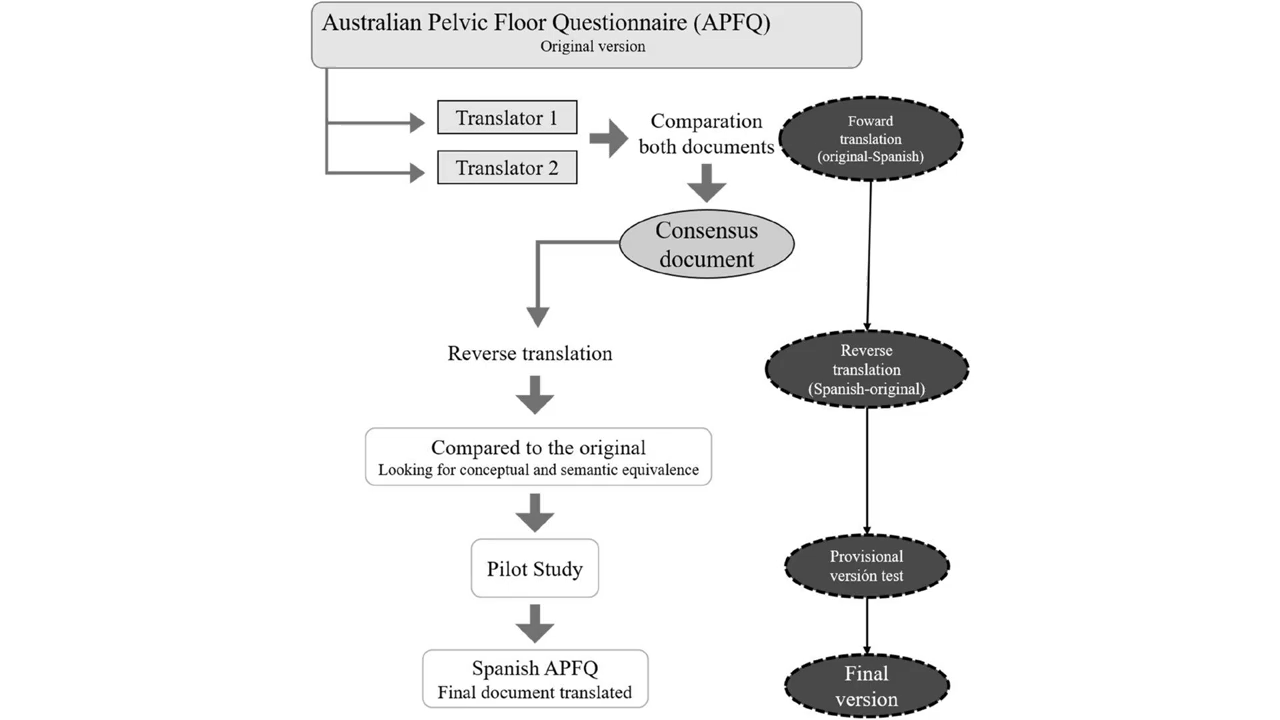 Australian Pelvic Floor Questionnaire (APFQ)
Original version
Translator 1
Translator 2
Comparation
both documents
Consensus
document
Reverse translation
Compared to the original
Looking for conceptual and semantic equivalence
Pilot Study
Spanish APFQ
Final document translated
Foward
translation
(original-Spanish)
Reverse
translation
(Spanish-original)
Provisional
versión test
Final
version